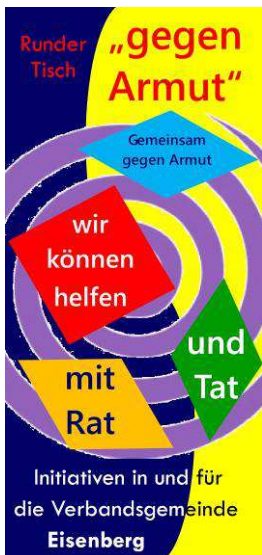 Runder
Tisch
„gegen
Armut“
Gemeinsam
gegen Armut
wir
können
helfen
mit
Rat
und
Tat
Initiativen in und für
die Verbandsgemeinde
Eisenberg